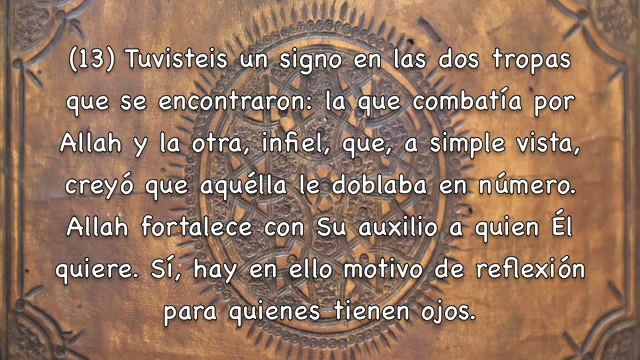 (13) Tuvisteis un signo en las dos tropas
que se encontraron: la que combatía por
Allah y la otra, infiel, que, a simple vista,
creyó que aquélla le doblaba en número.
Allah fortalece con Su auxilio a quien Él
quiere. Sí, hay en ello motivo de reflexión
para quienes tienen ojos.